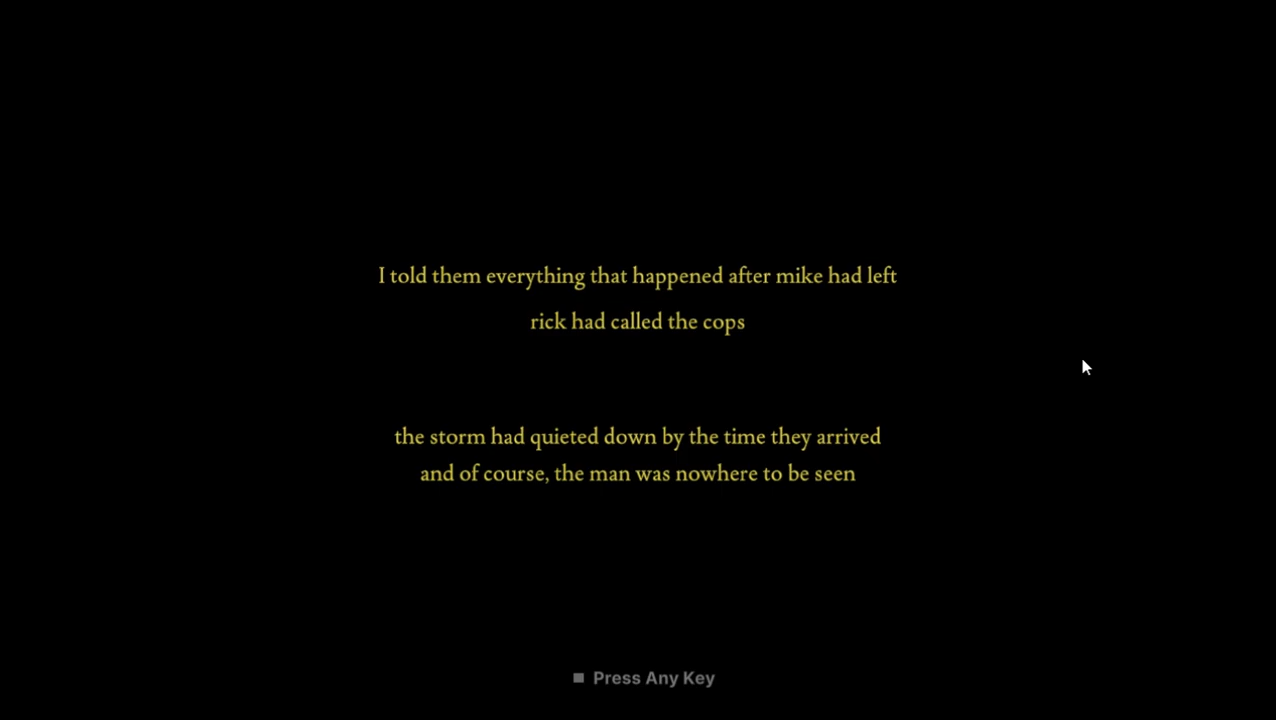 I told them everything that happened after mike had left
rick had called the cops
the storm had quieted down by the time they arrived
and of course, the man was nowhere to be seen
Press Any Key